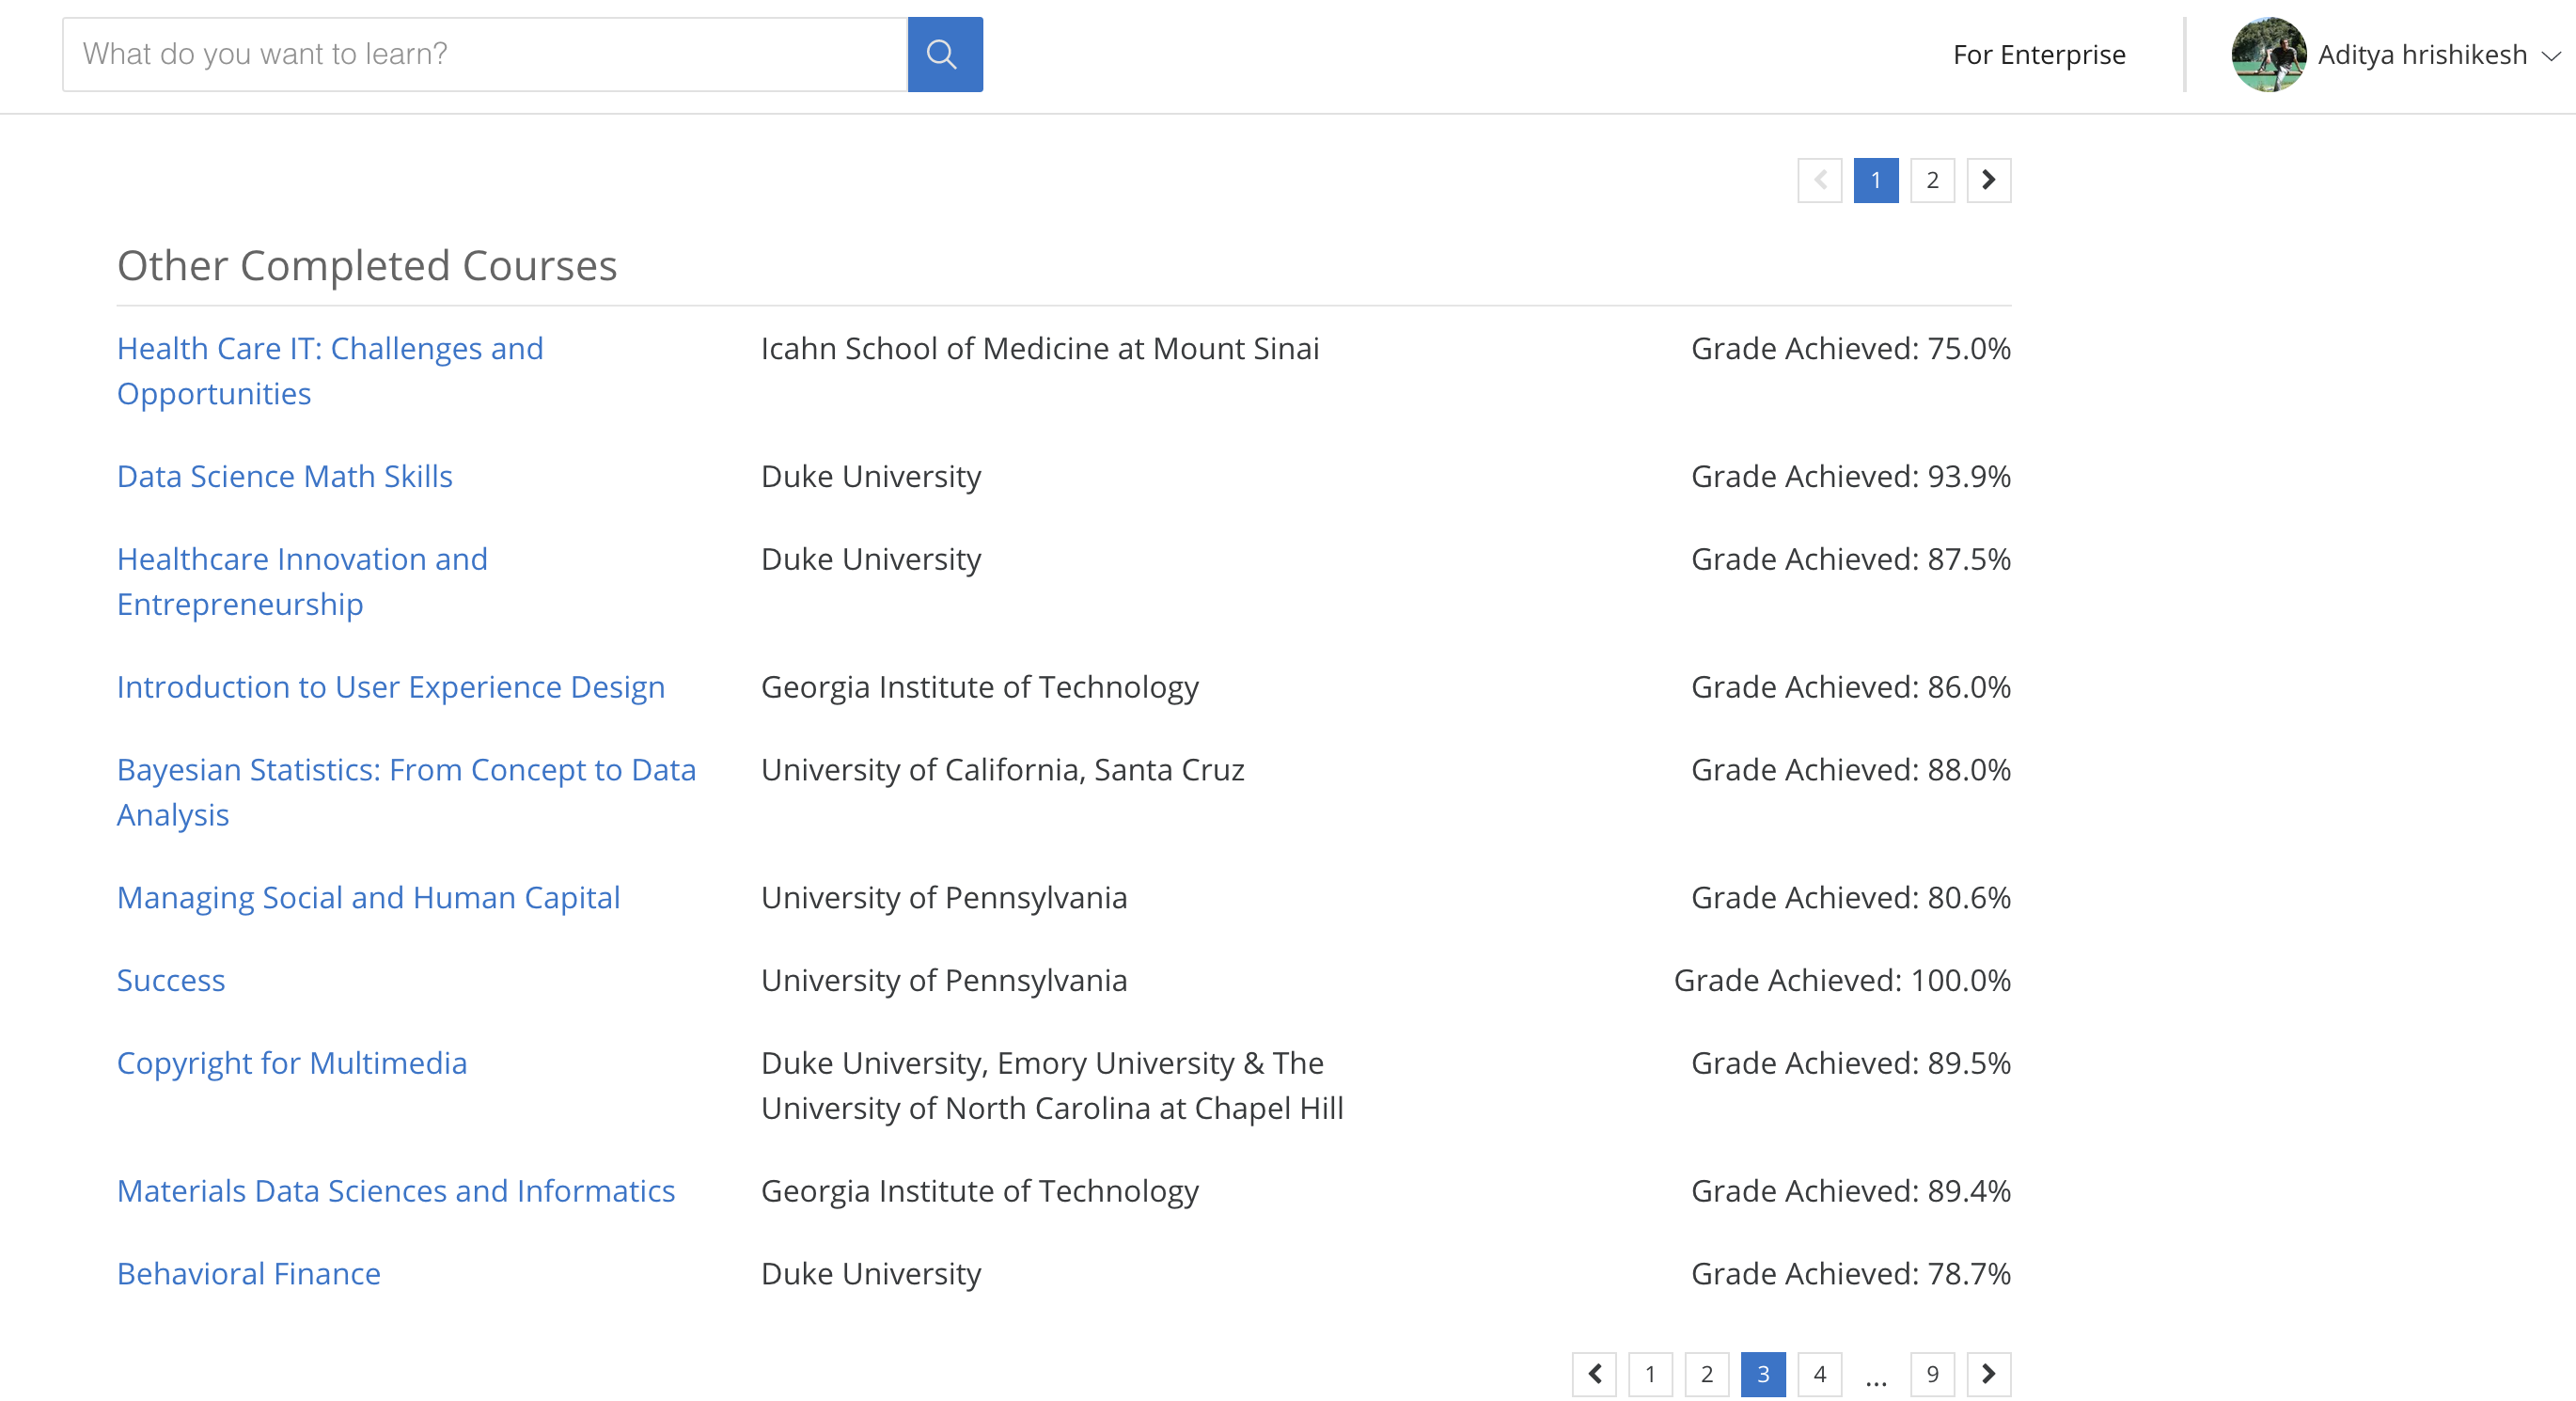 What do you want to learn?
For Enterprise
Aditya hrishikesh
1 2
Other Completed Courses
Health Care IT: Challenges and Opportunities
Icahn School of Medicine at Mount Sinai
Grade Achieved: 75.0%
Data Science Math Skills
Duke University
Grade Achieved: 93.9%
Healthcare Innovation and Entrepreneurship
Duke University
Grade Achieved: 87.5%
Introduction to User Experience Design
Georgia Institute of Technology
Grade Achieved: 86.0%
Bayesian Statistics: From Concept to Data Analysis
University of California, Santa Cruz
Grade Achieved: 88.0%
Managing Social and Human Capital
University of Pennsylvania
Grade Achieved: 80.6%
Success
University of Pennsylvania
Grade Achieved: 100.0%
Copyright for Multimedia
Duke University, Emory University & The
University of North Carolina at Chapel Hill
Grade Achieved: 89.5%
Materials Data Sciences and Informatics
Georgia Institute of Technology
Grade Achieved: 89.4%
Behavioral Finance
Duke University
Grade Achieved: 78.7%
1 2 3 4 ... 9